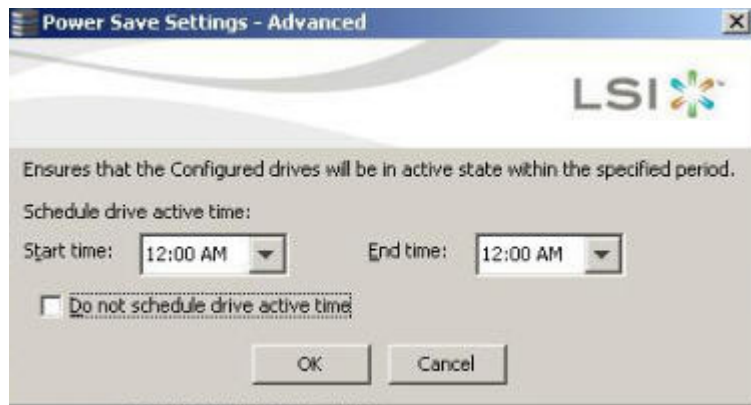 Power Save Settings - Advanced
LSI
Ensures that the Configured drives will be in active state within the specified period.
Schedule drive active time:
Start time: 12:00 AM End time: 12:00 AM
Do not schedule drive active time
OK Cancel